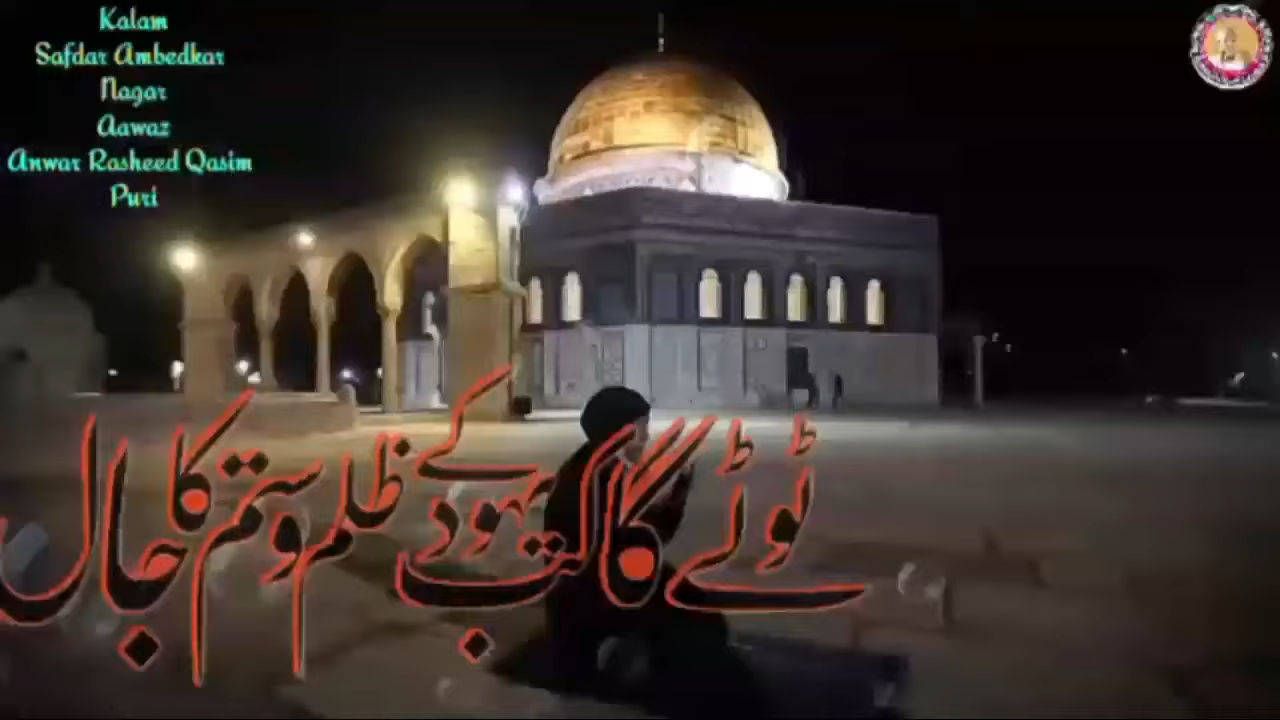 Kalam
Safdar Ambedkar
Nagar
Aawaz
Anwar Rasheed Qasim
Puri
ٹوٹے گا کب یہود کے ظلم و ستم کا جال